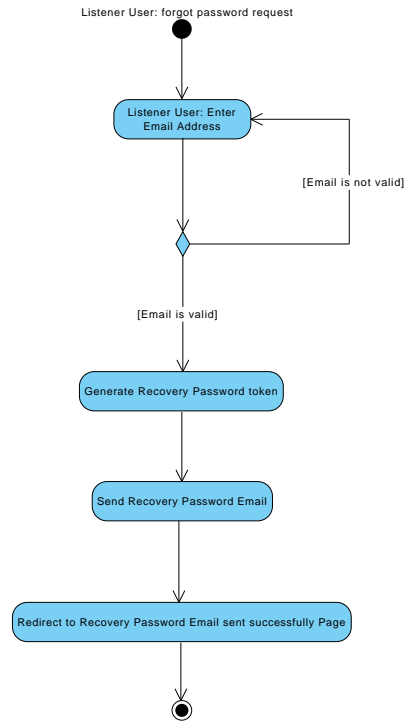 Listener User: forgot password request
Listener User: Enter
Email Address
[Email is not valid]
[Email is valid]
Generate Recovery Password token
Send Recovery Password Email
Redirect to Recovery Password Email sent successfully Page